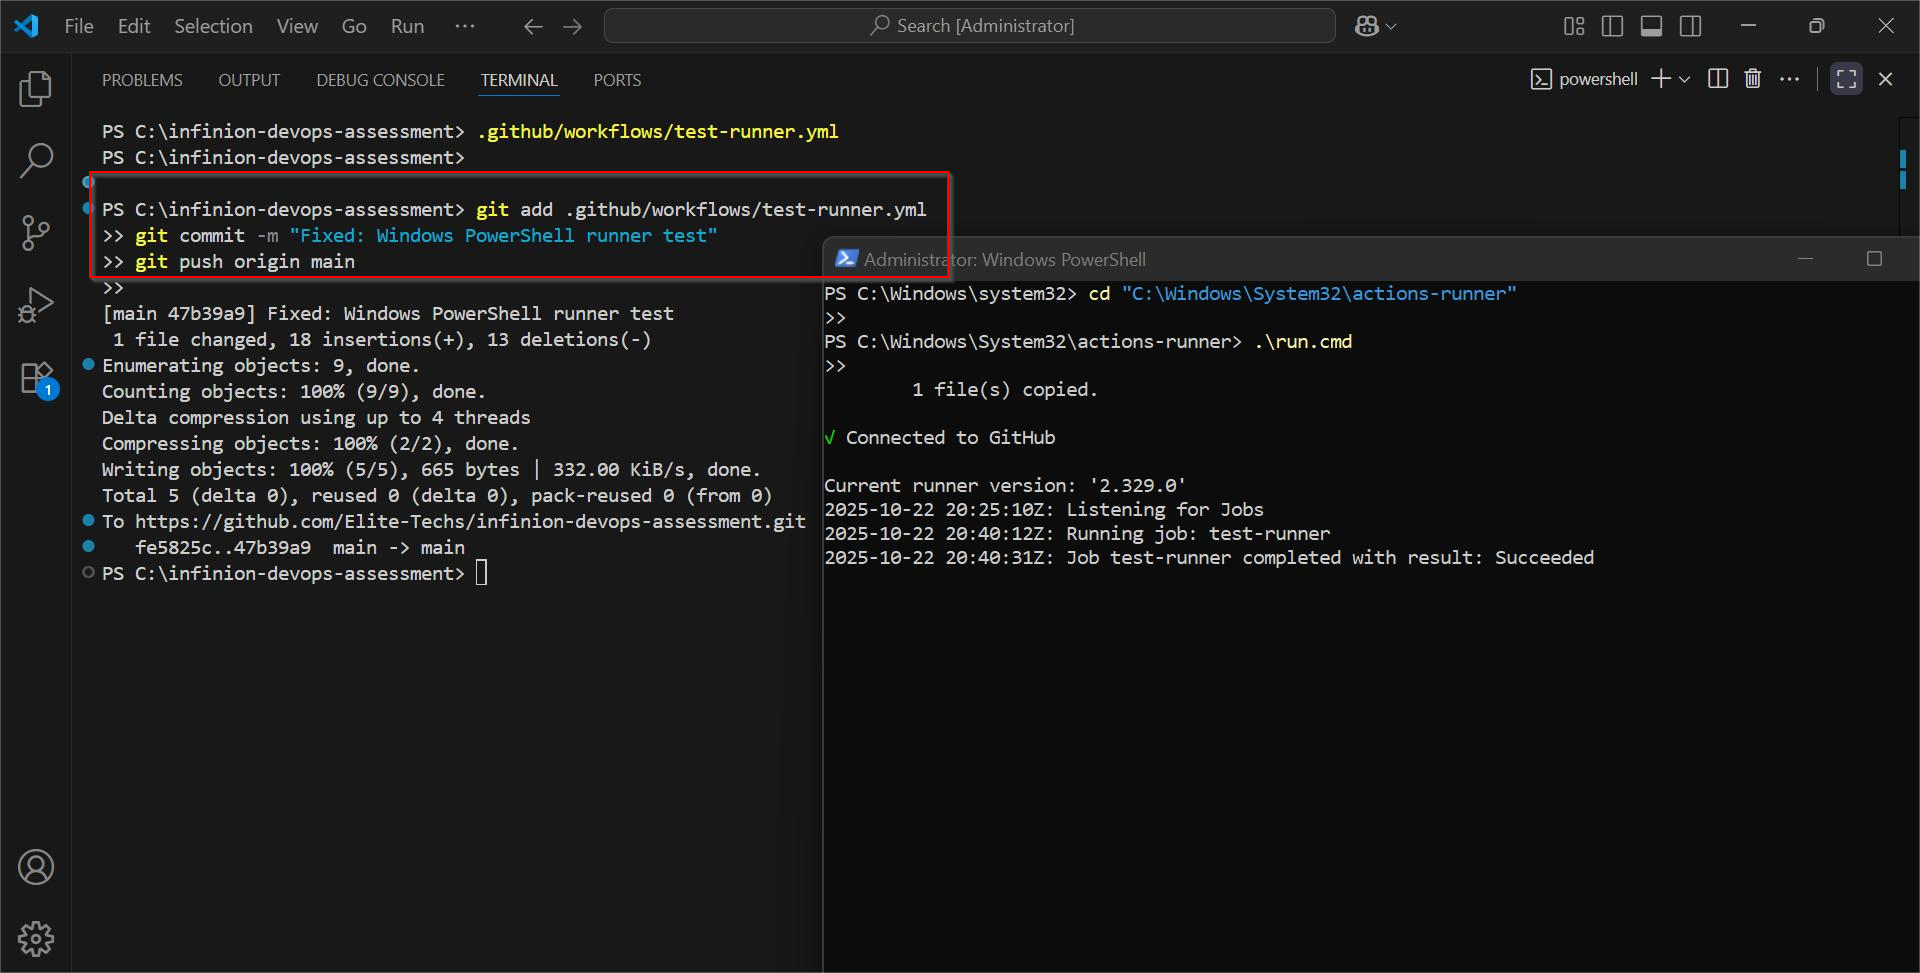 File Edit Selection View Go Run ···
Search [Administrator]
PROBLEMS OUTPUT DEBUG CONSOLE TERMINAL PORTS
powershell
PS C:\infinion-devops-assessment> .github/workflows/test-runner.yml
PS C:\infinion-devops-assessment>
PS C:\infinion-devops-assessment> git add .github/workflows/test-runner.yml
>> git commit -m "Fixed: Windows PowerShell runner test"
>> git push origin main
>>
[main 47b39a9] Fixed: Windows PowerShell runner test
1 file changed, 18 insertions(+), 13 deletions(-)
Enumerating objects: 9, done.
Counting objects: 100% (9/9), done.
Delta compression using up to 4 threads
Compressing objects: 100% (2/2), done.
Writing objects: 100% (5/5), 665 bytes | 332.00 KiB/s, done.
Total 5 (delta 0), reused 0 (delta 0), pack-reused 0 (from 0)
To https://github.com/Elite-Techs/infinion-devops-assessment.git
fe5825c..47b39a9  main -> main
PS C:\infinion-devops-assessment>
1
Administrator: Windows PowerShell
PS C:\Windows\system32> cd "C:\Windows\System32\actions-runner"
>>
PS C:\Windows\System32\actions-runner> .\run.cmd
>>
1 file(s) copied.
√ Connected to GitHub
Current runner version: '2.329.0'
2025-10-22 20:25:10Z: Listening for Jobs
2025-10-22 20:40:12Z: Running job: test-runner
2025-10-22 20:40:31Z: Job test-runner completed with result: Succeeded